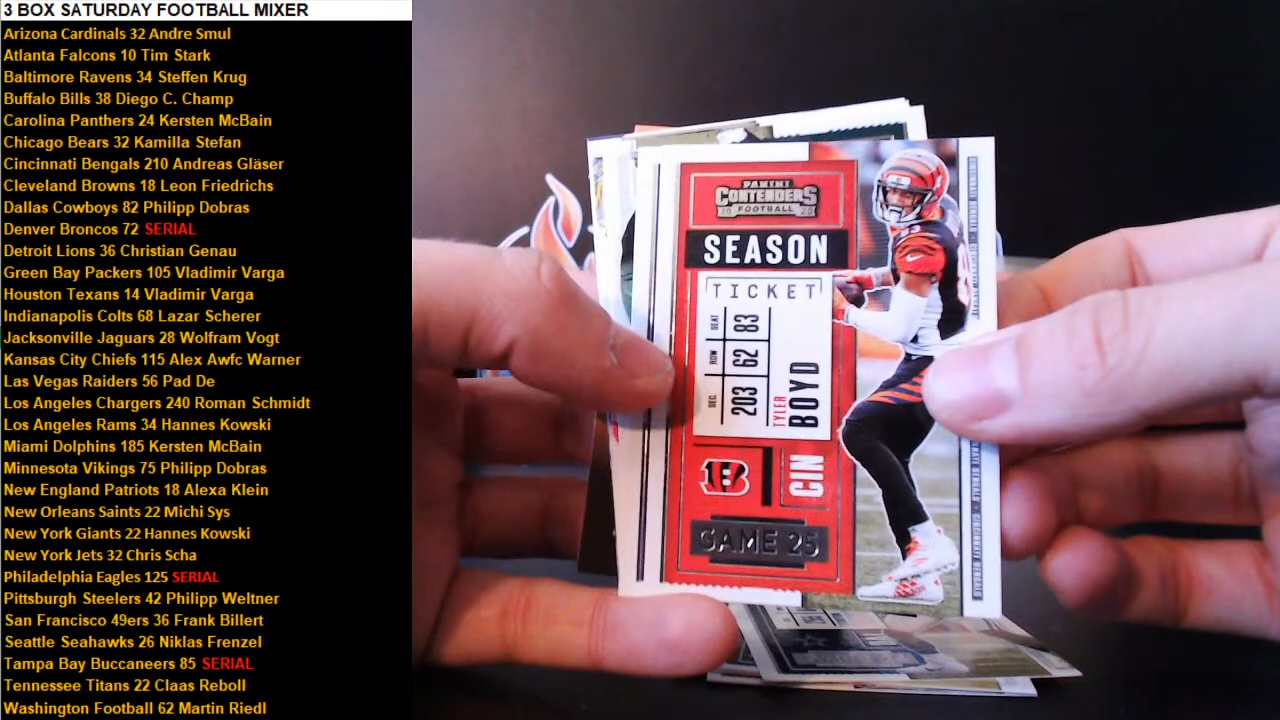 3 BOX SATURDAY FOOTBALL MIXER
Arizona Cardinals 32 Andre Smul
Atlanta Falcons 10 Tim Stark
Baltimore Ravens 34 Steffen Krug
Buffalo Bills 38 Diego C. Champ
Carolina Panthers 24 Kersten McBain
Chicago Bears 32 Kamilla Stefan
Cincinnati Bengals 210 Andreas Gläser
Cleveland Browns 18 Leon Friedrichs
Dallas Cowboys 82 Philipp Dobras
Denver Broncos 72 SERIAL
Detroit Lions 36 Christian Genau
Green Bay Packers 105 Vladimir Varga
Houston Texans 14 Vladimir Varga
Indianapolis Colts 68 Lazar Scherer
Jacksonville Jaguars 28 Wolfram Vogt
Kansas City Chiefs 115 Alex Awfc Warner
Las Vegas Raiders 56 Pad De
Los Angeles Chargers 240 Roman Schmidt
Los Angeles Rams 34 Hannes Kowski
Miami Dolphins 185 Kersten McBain
Minnesota Vikings 75 Philipp Dobras
New England Patriots 18 Alexa Klein
New Orleans Saints 22 Michi Sys
New York Giants 22 Hannes Kowski
New York Jets 32 Chris Scha
Philadelphia Eagles 125 SERIAL
Pittsburgh Steelers 42 Philipp Weltner
San Francisco 49ers 36 Frank Billert
Seattle Seahawks 26 Niklas Frenzel
Tampa Bay Buccaneers 85 SERIAL
Tennessee Titans 22 Claas Reboll
Washington Football 62 Martin Riedl
PANINI
CONTENDERS
20 FOOTBALL 20
SEASON
TICKET
SEC. 203 ROW 62 SEAT 83
TYLER
BOYD
CIN
GAME 25
CINCINNATI BENGALS